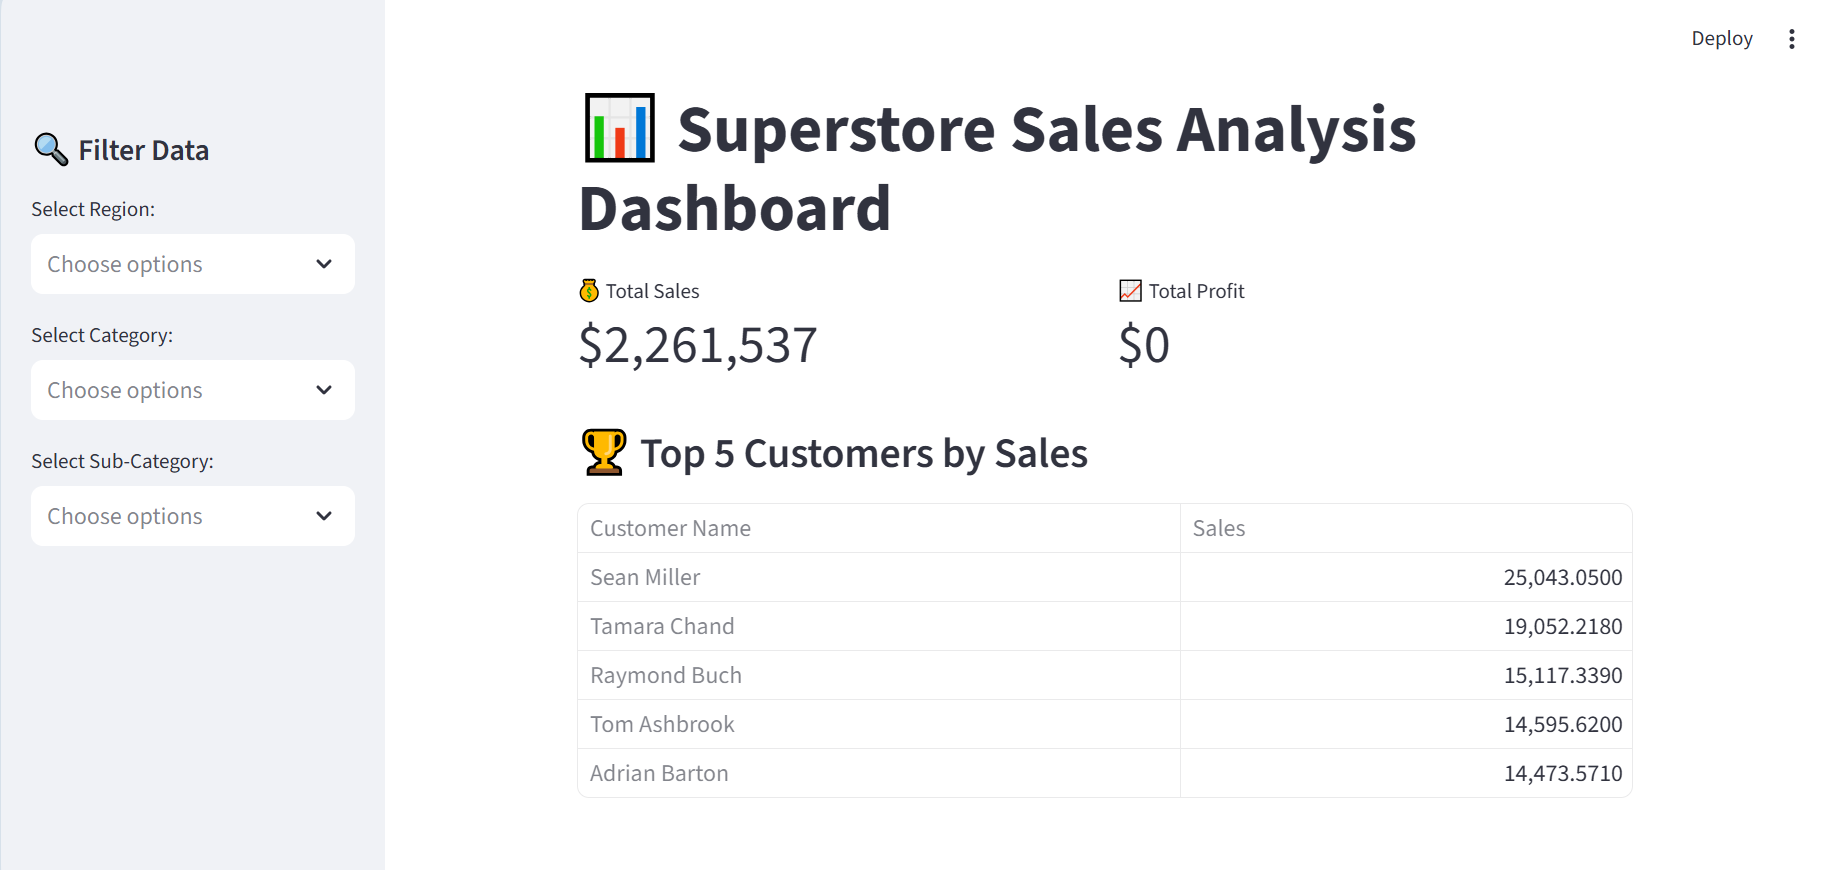 Deploy
Filter Data
Select Region:
Choose options
Select Category:
Choose options
Select Sub-Category:
Choose options
Superstore Sales Analysis
Dashboard
Total Sales
$2,261,537
Total Profit
$0
Top 5 Customers by Sales
Customer Name Sales
Sean Miller 25,043.0500
Tamara Chand 19,052.2180
Raymond Buch 15,117.3390
Tom Ashbrook 14,595.6200
Adrian Barton 14,473.5710